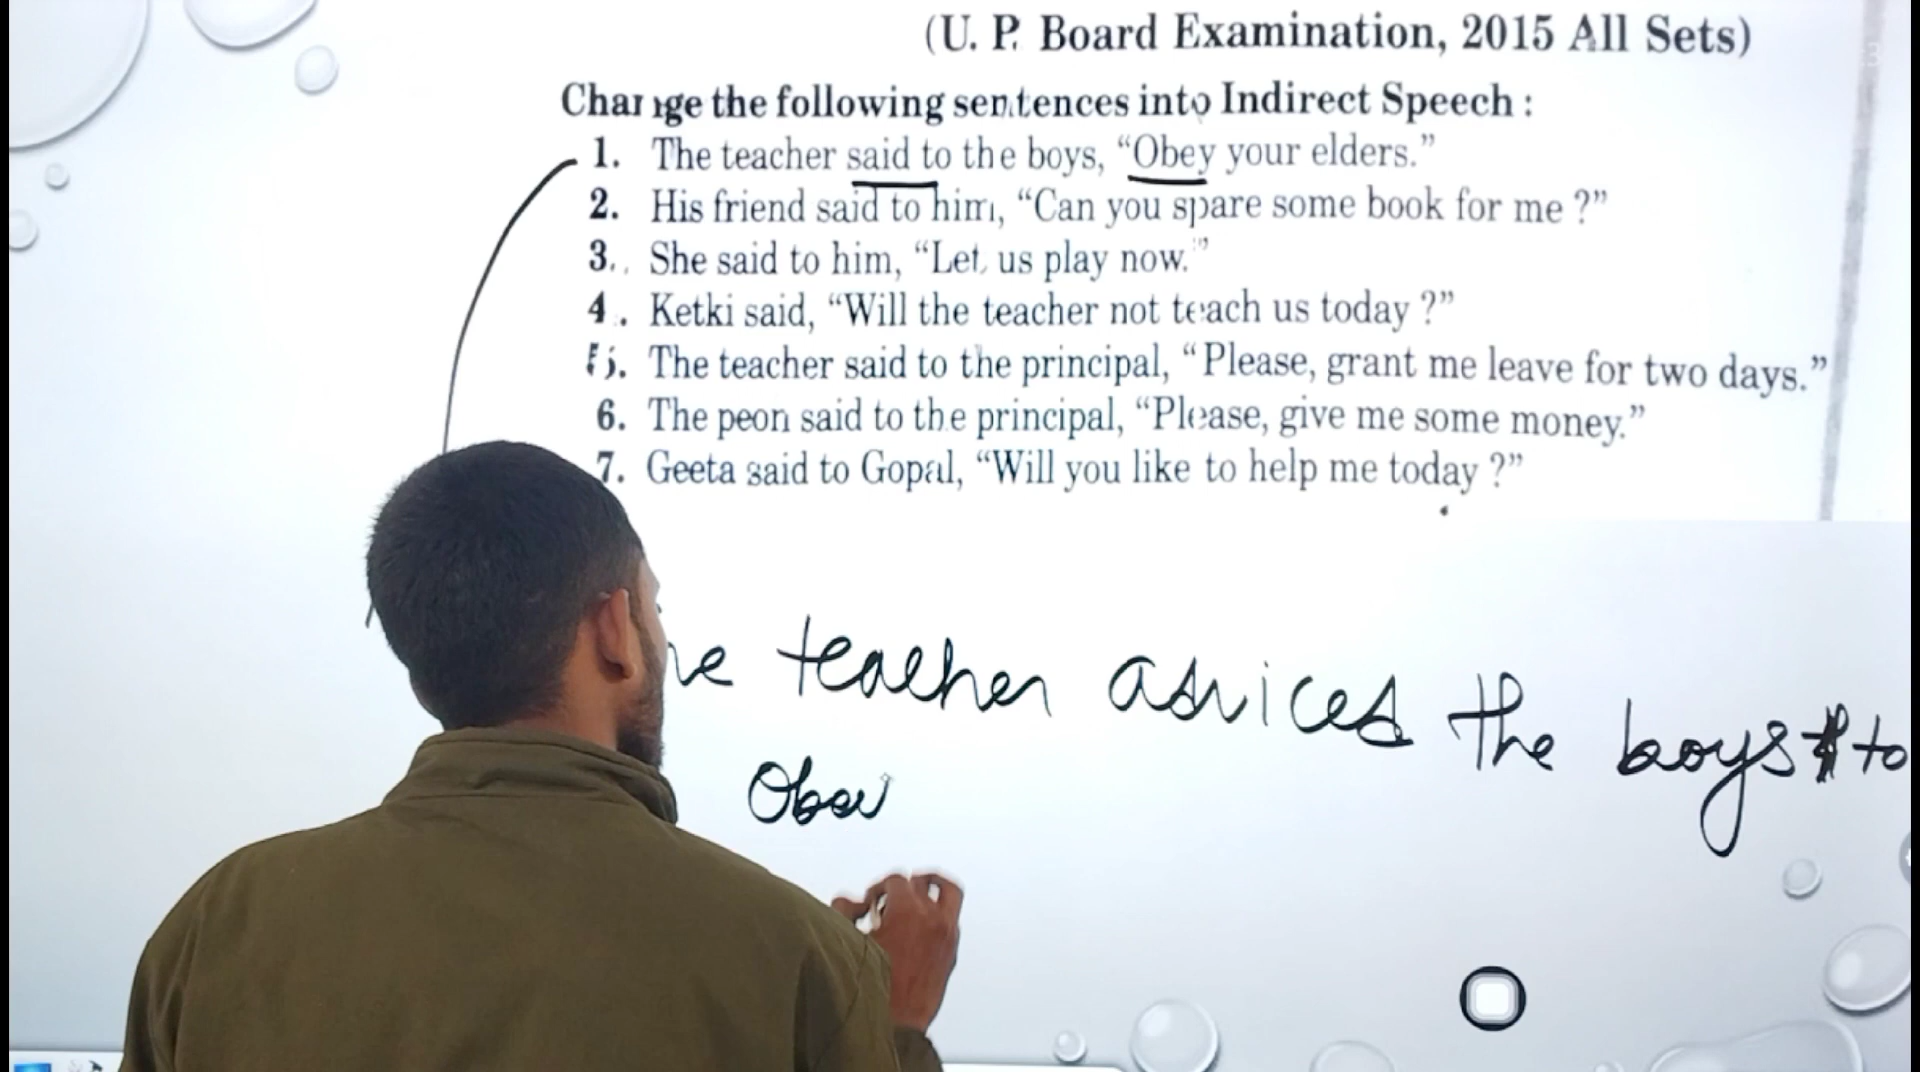 (U. P. Board Examination, 2015 All Sets)
Change the following sentences into Indirect Speech :
1. The teacher said to the boys, “Obey your elders.”
2. His friend said to him, “Can you spare some book for me ?”
3. She said to him, “Let us play now.”
4. Ketki said, “Will the teacher not teach us today ?”
5. The teacher said to the principal, “Please, grant me leave for two days.”
6. The peon said to the principal, “Please, give me some money.”
7. Geeta said to Gopal, “Will you like to help me today ?”
teacher advices the boys to